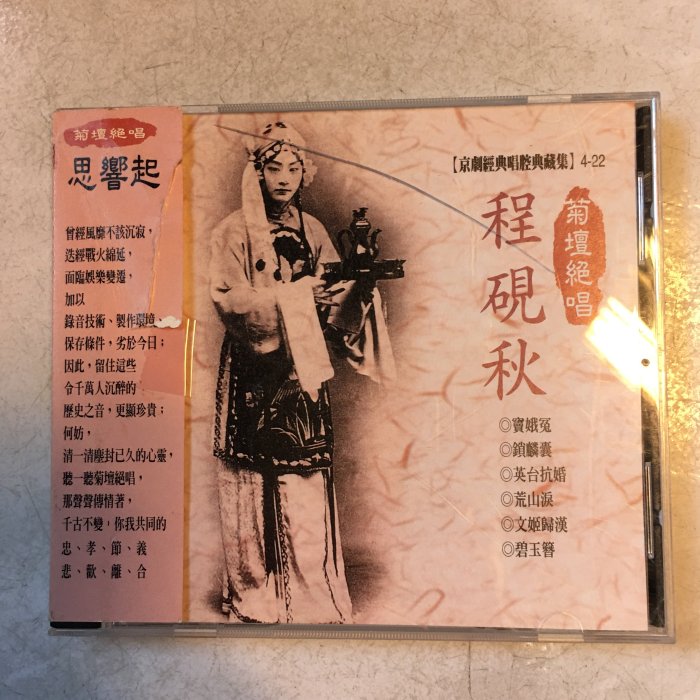 菊壇絕唱
思響起
曾經風靡不該沉寂，
迭經戰火綿延，
面臨娛樂變遷，
加以
錄音技術、製作環境、
保存條件，劣於今日；
因此，留住這些
令千萬人沉醉的
歷史之音，更顯珍貴；
何妨，
清一清塵封已久的心靈，
聽一聽菊壇絕唱，
那聲聲傳情著，
千古不變，你我共同的
忠、孝、節、義
悲、歡、離、合
【京劇經典唱腔典藏集】4-22
程硯秋
菊壇絕唱
◎竇娥冤
◎鎖麟囊
◎英台抗婚
◎荒山淚
◎文姬歸漢
◎碧玉簪